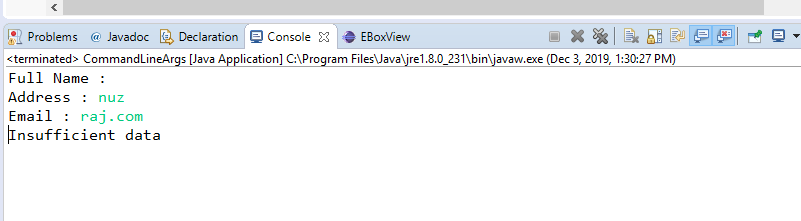 Problems @ Javadoc Declaration Console EBoxView
<terminated> CommandLineArgs [Java Application] C:\Program Files\Java\jre1.8.0_231\bin\javaw.exe (Dec 3, 2019, 1:30:27 PM)
Full Name :
Address : nuz
Email : raj.com
Insufficient data